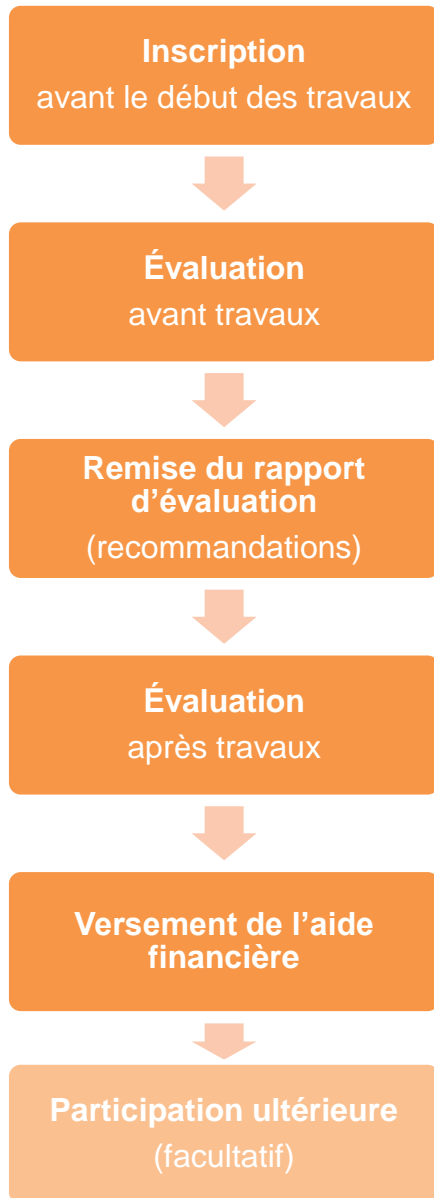 Inscription
avant le début des travaux
Évaluation
avant travaux
Remise du rapport
d’évaluation
(recommandations)
Évaluation
après travaux
Versement de l’aide
financière
Participation ultérieure
(facultatif)